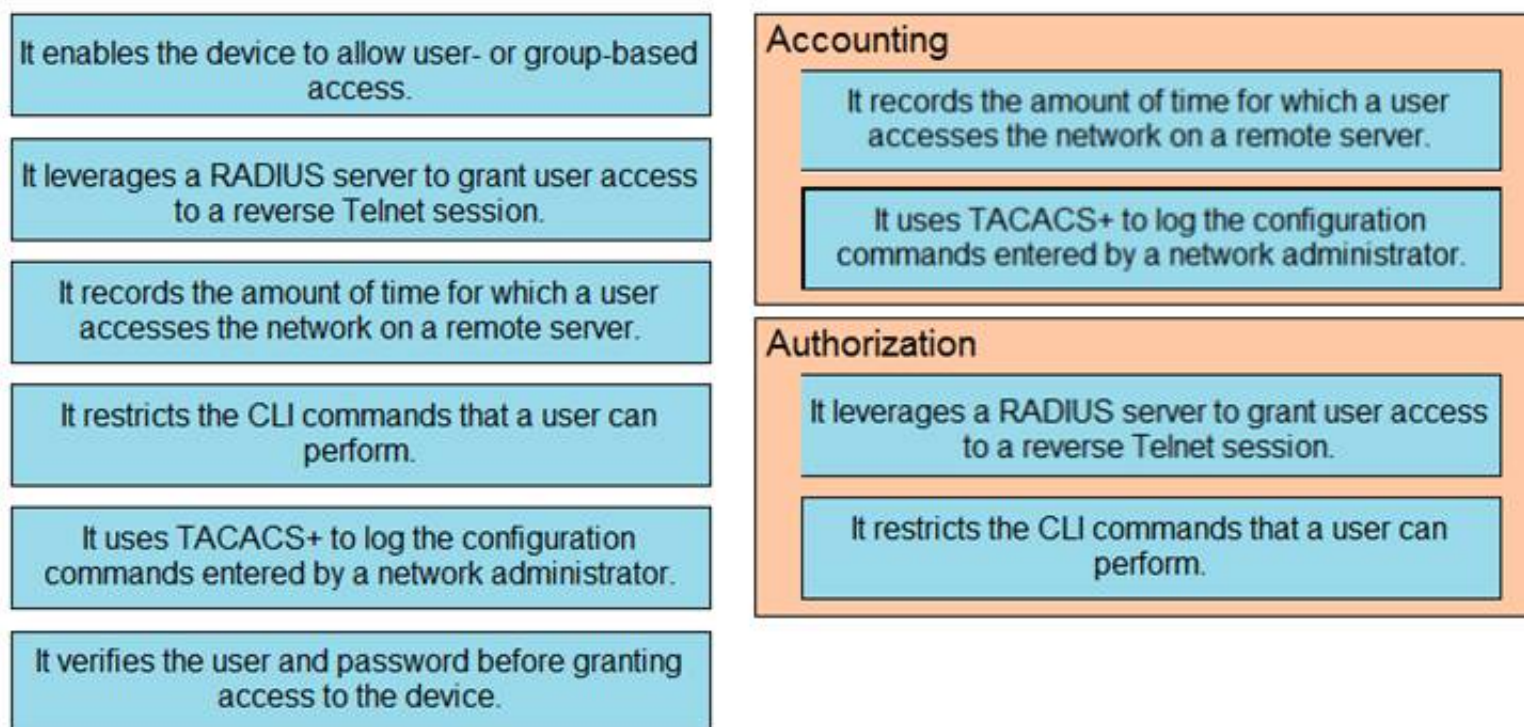 It enables the device to allow user- or group-based
access.
It leverages a RADIUS server to grant user access
to a reverse Telnet session.
It records the amount of time for which a user
accesses the network on a remote server.
It restricts the CLI commands that a user can
perform.
It uses TACACS+ to log the configuration
commands entered by a network administrator.
It verifies the user and password before granting
access to the device.
Accounting
It records the amount of time for which a user
accesses the network on a remote server.
It uses TACACS+ to log the configuration
commands entered by a network administrator.
Authorization
It leverages a RADIUS server to grant user access
to a reverse Telnet session.
It restricts the CLI commands that a user can
perform.